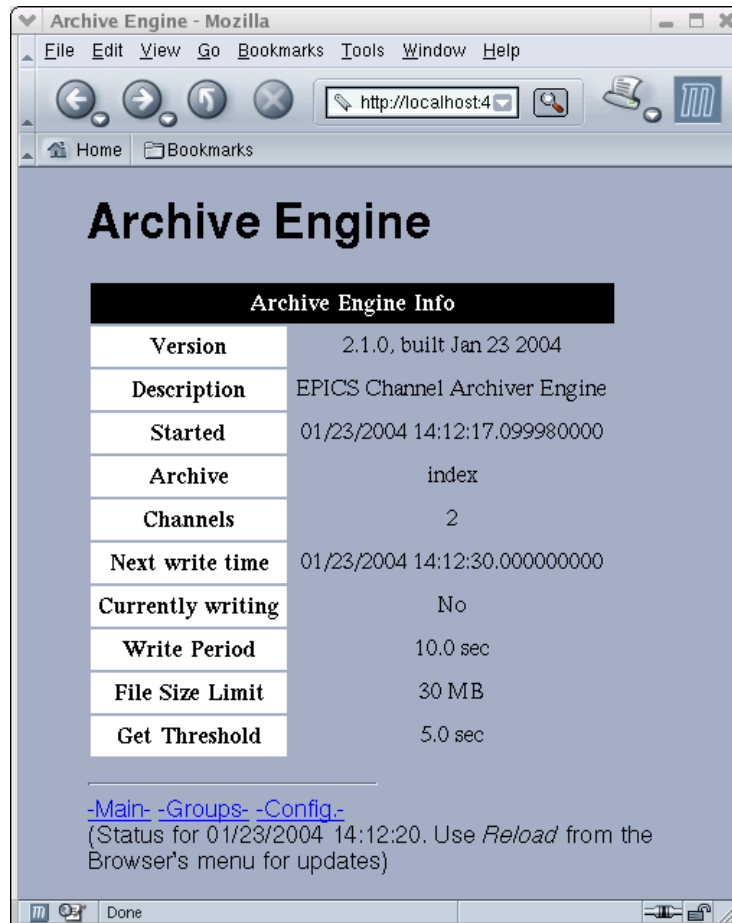 Archive Engine - Mozilla
File Edit View Go Bookmarks Tools Window Help
http://localhost:4
Home Bookmarks
Archive Engine
Archive Engine Info
Version 2.1.0, built Jan 23 2004
Description EPICS Channel Archiver Engine
Started 01/23/2004 14:12:17.099980000
Archive index
Channels 2
Next write time 01/23/2004 14:12:30.000000000
Currently writing No
Write Period 10.0 sec
File Size Limit 30 MB
Get Threshold 5.0 sec
-Main- -Groups- -Config.-
(Status for 01/23/2004 14:12:20. Use Reload from the
Browser's menu for updates)
Done